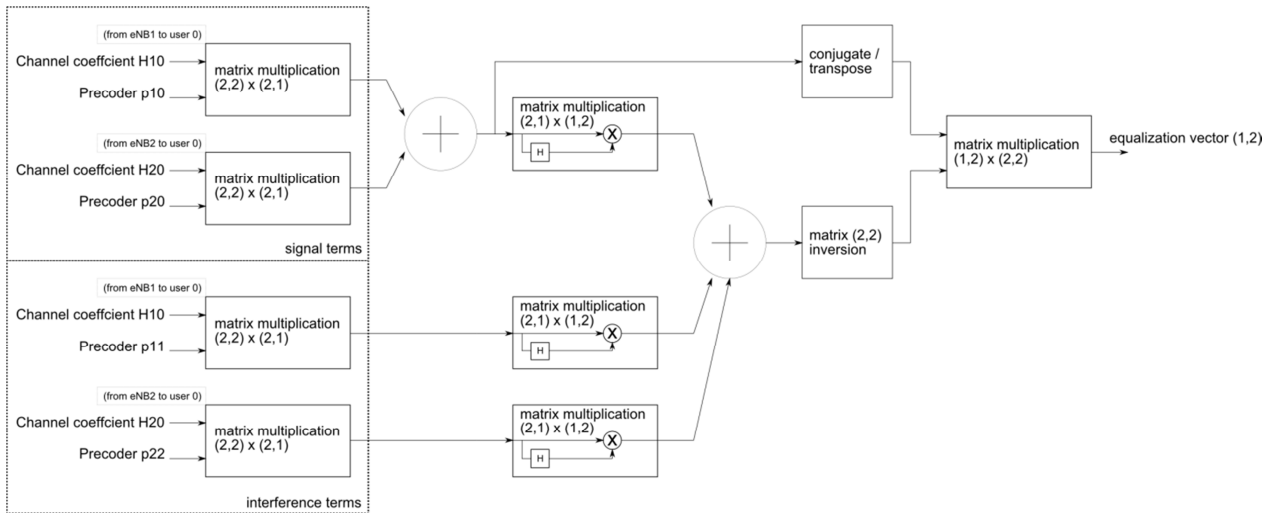 (from eNB1 to user 0)
Channel coeffcient H10
Precoder p10
matrix multiplication
(2,2) x (2,1)
(from eNB2 to user 0)
Channel coeffcient H20
Precoder p20
matrix multiplication
(2,2) x (2,1)
signal terms
(from eNB1 to user 0)
Channel coeffcient H10
Precoder p11
matrix multiplication
(2,2) x (2,1)
(from eNB2 to user 0)
Channel coeffcient H20
Precoder p22
matrix multiplication
(2,2) x (2,1)
interference terms
matrix multiplication
(2,1) x (1,2)
X
H
matrix multiplication
(2,1) x (1,2)
X
H
matrix multiplication
(2,1) x (1,2)
X
H
conjugate /
transpose
matrix (2,2)
inversion
matrix multiplication
(1,2) x (2,2)
equalization vector (1,2)